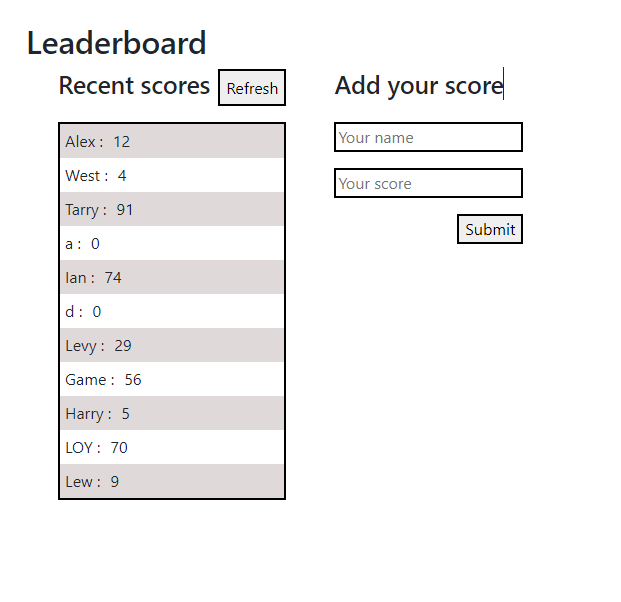 Leaderboard
Recent scores
Refresh
Alex : 12
West : 4
Tarry : 91
a : 0
Ian : 74
d : 0
Levy : 29
Game : 56
Harry : 5
LOY : 70
Lew : 9
Add your score
Your name
Your score
Submit